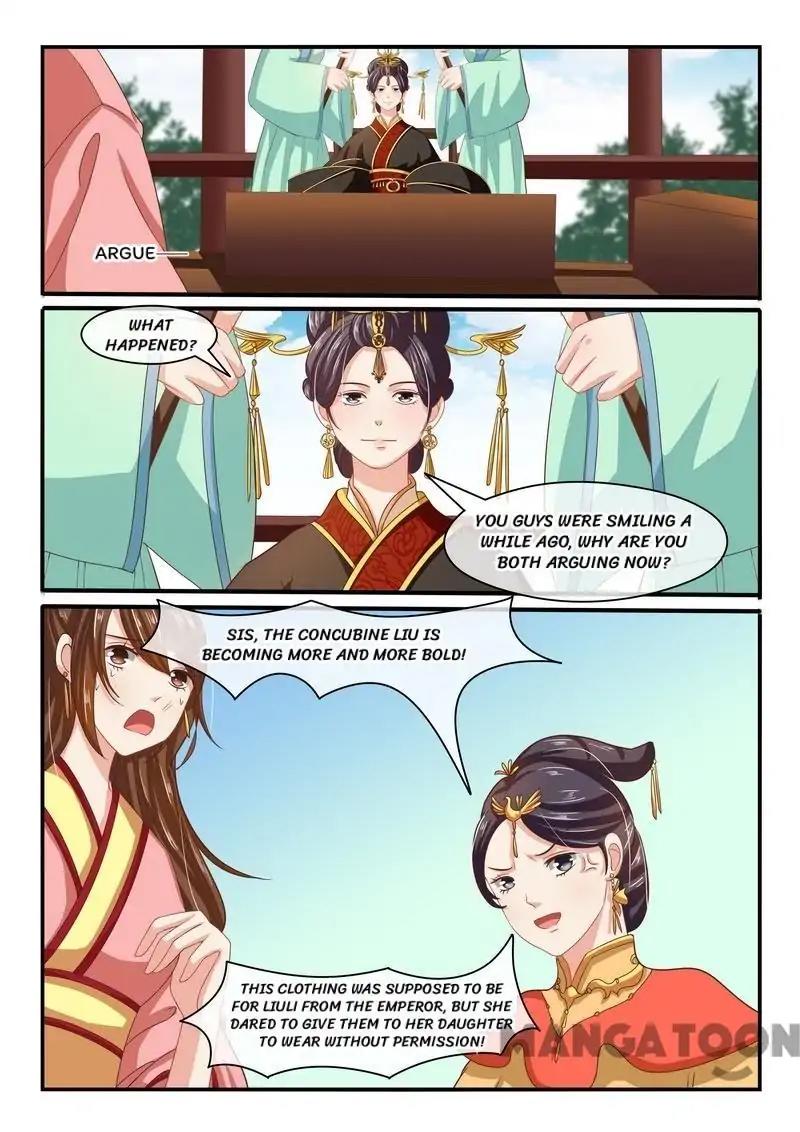 ARGUE
WHAT
HAPPENED?
YOU GUYS WERE SMILING A
WHILE AGO, WHY ARE YOU
BOTH ARGUING NOW?
SIS, THE CONCUBINE LIU IS
BECOMING MORE AND MORE BOLD!
THIS CLOTHING WAS SUPPOSED TO BE
FOR LIULI FROM THE EMPEROR, BUT SHE
DARED TO GIVE THEM TO HER DAUGHTER
TO WEAR WITHOUT PERMISSION!
MANGATOON